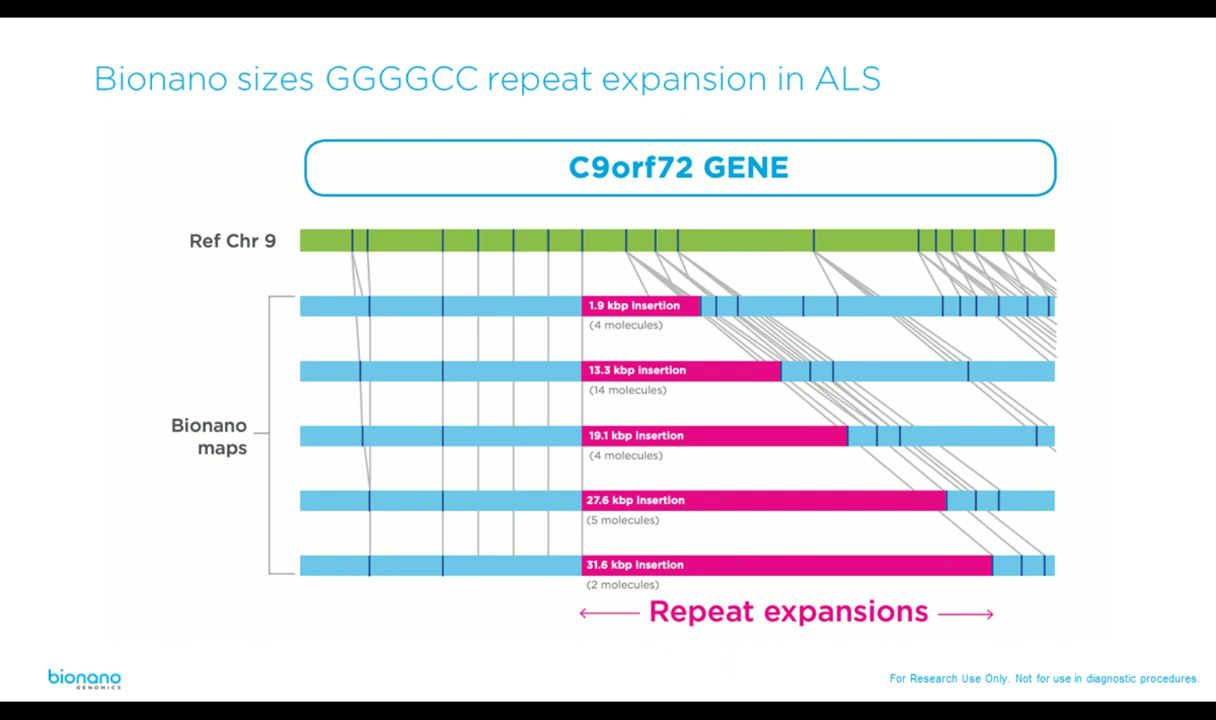 Bionano sizes GGGGCC repeat expansion in ALS
C9orf72 GENE
Ref Chr 9
1.9 kbp insertion
(4 molecules)
13.3 kbp insertion
(14 molecules)
Bionano
maps
19.1 kbp insertion
(4 molecules)
27.6 kbp insertion
(5 molecules)
31.6 kbp insertion
(2 molecules)
Repeat expansions
bionano
GENOMICS
For Research Use Only. Not for use in diagnostic procedures.